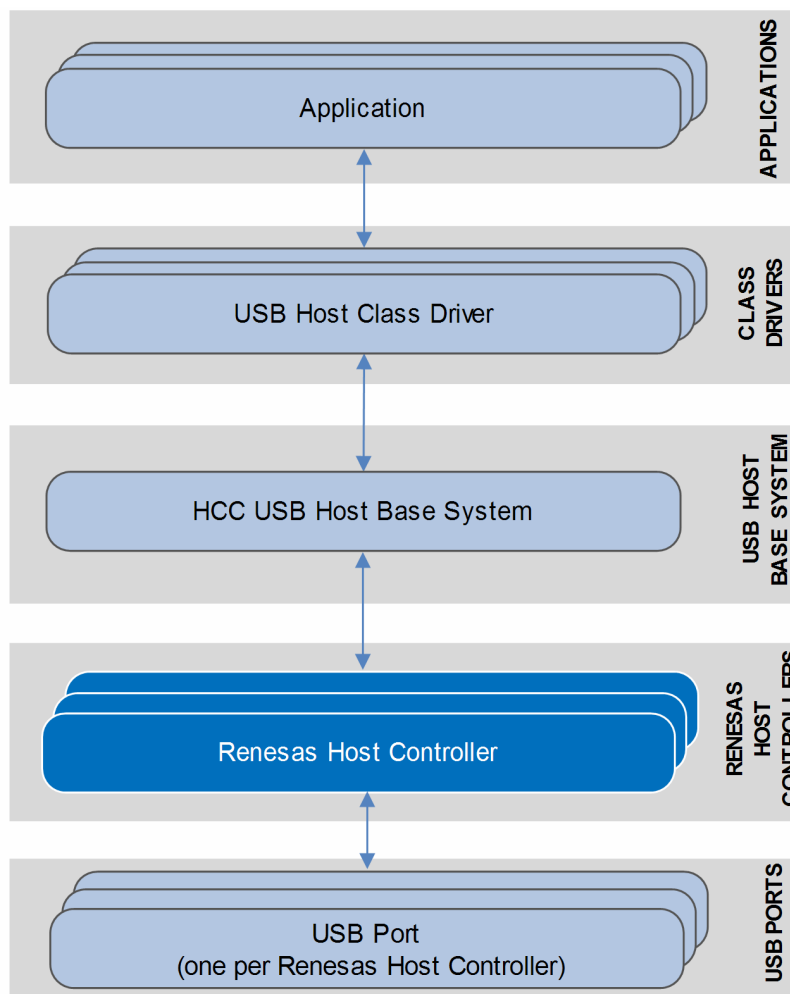 Application
APPLICATIONS
USB Host Class Driver
CLASS
DRIVERS
HCC USB Host Base System
USB HOST
BASE SYSTEM
Renesas Host Controller
RENESAS
HOST
CONTROLLERS
USB Port
(one per Renesas Host Controller)
USB PORTS